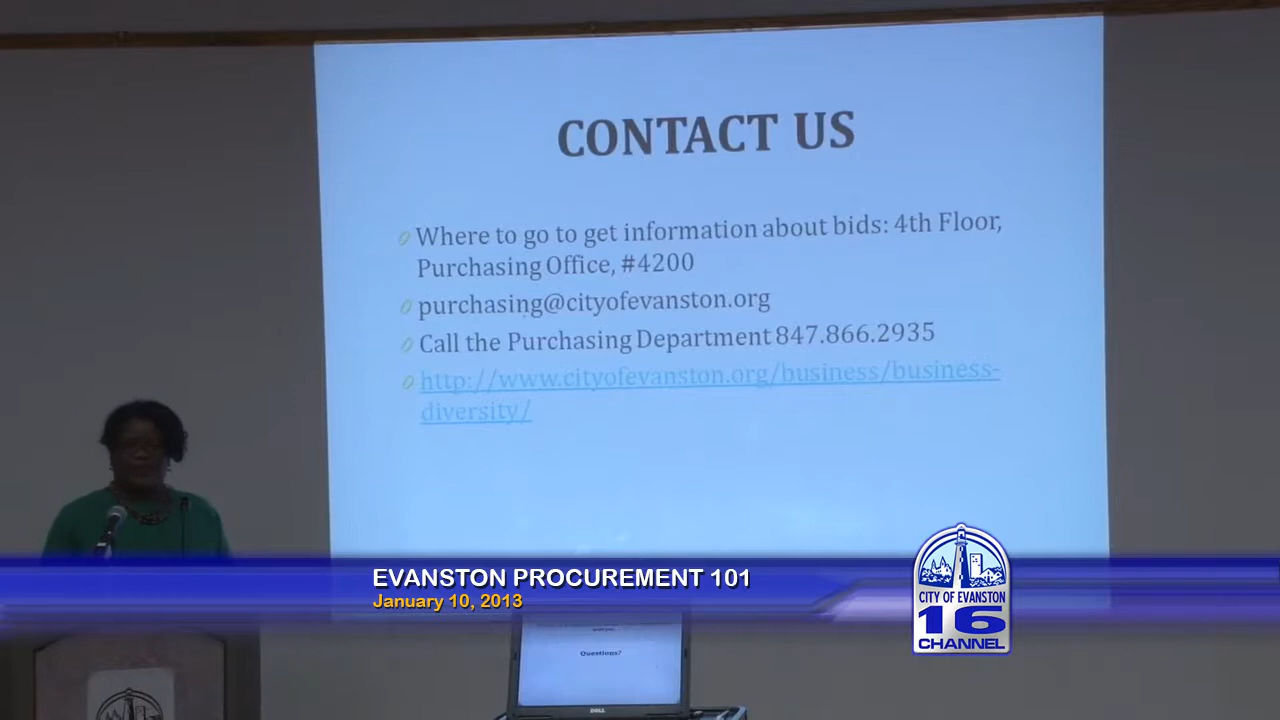 CONTACT US
Where to go to get information about bids: 4th Floor,
Purchasing Office, #4200
purchasing@cityofevanston.org
Call the Purchasing Department 847.866.2935
http://www.cityofevanston.org/business/business-
diversity/
EVANSTON PROCUREMENT 101
January 10, 2013
CITY OF EVANSTON
16
CHANNEL
Questions?
DELL